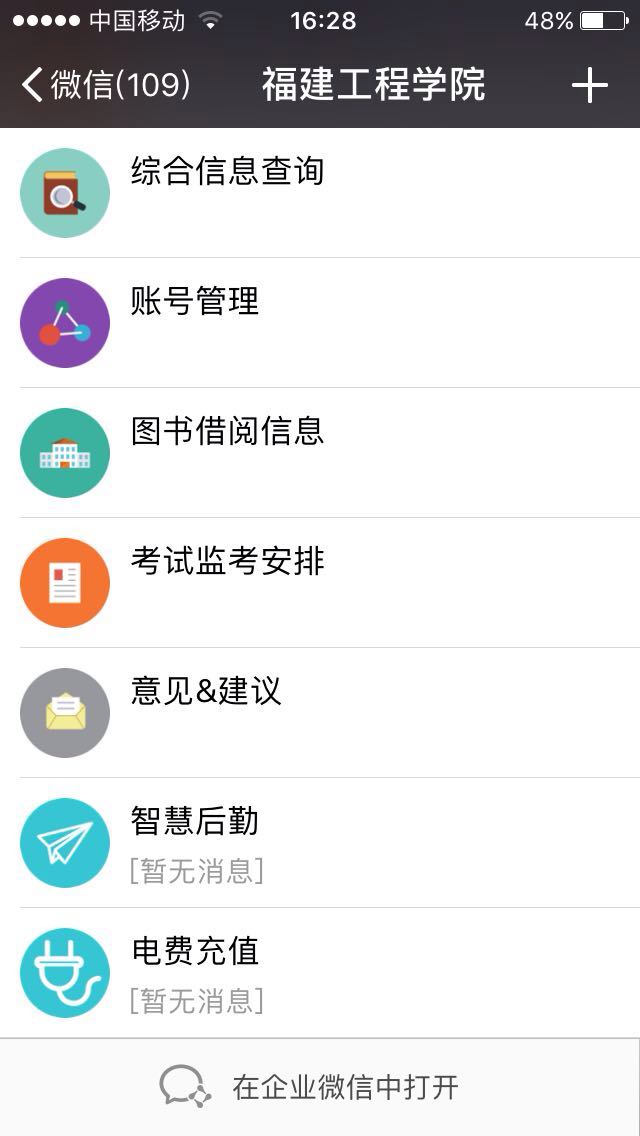 中国移动 16:28 48%
微信(109) 福建工程学院
综合信息查询
账号管理
图书借阅信息
考试监考安排
意见&建议
智慧后勤
[暂无消息]
电费充值
[暂无消息]
在企业微信中打开